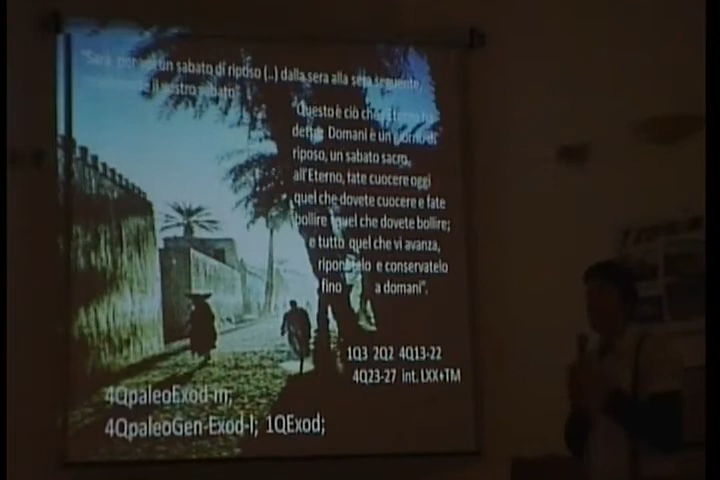 "Sarà per voi un sabato di riposo (..) dalla sera alla sera seguente,
il vostro sabato"
"Questo è ciò che
detto: Domani è un giorno di
riposo, un sabato sacro,
all'Eterno, fate cuocere oggi
quel che dovete cuocere e fate
bollire quel che dovete bollire;
e tutto quel che vi avanza,
riponetelo e conservatelo
fino a domani".
1Q3 2Q2 4Q13-22
4Q23-27 int. LXX+TM
4QpaleoExod-m;
4QpaleoGen-Exod-l; 1QExod;